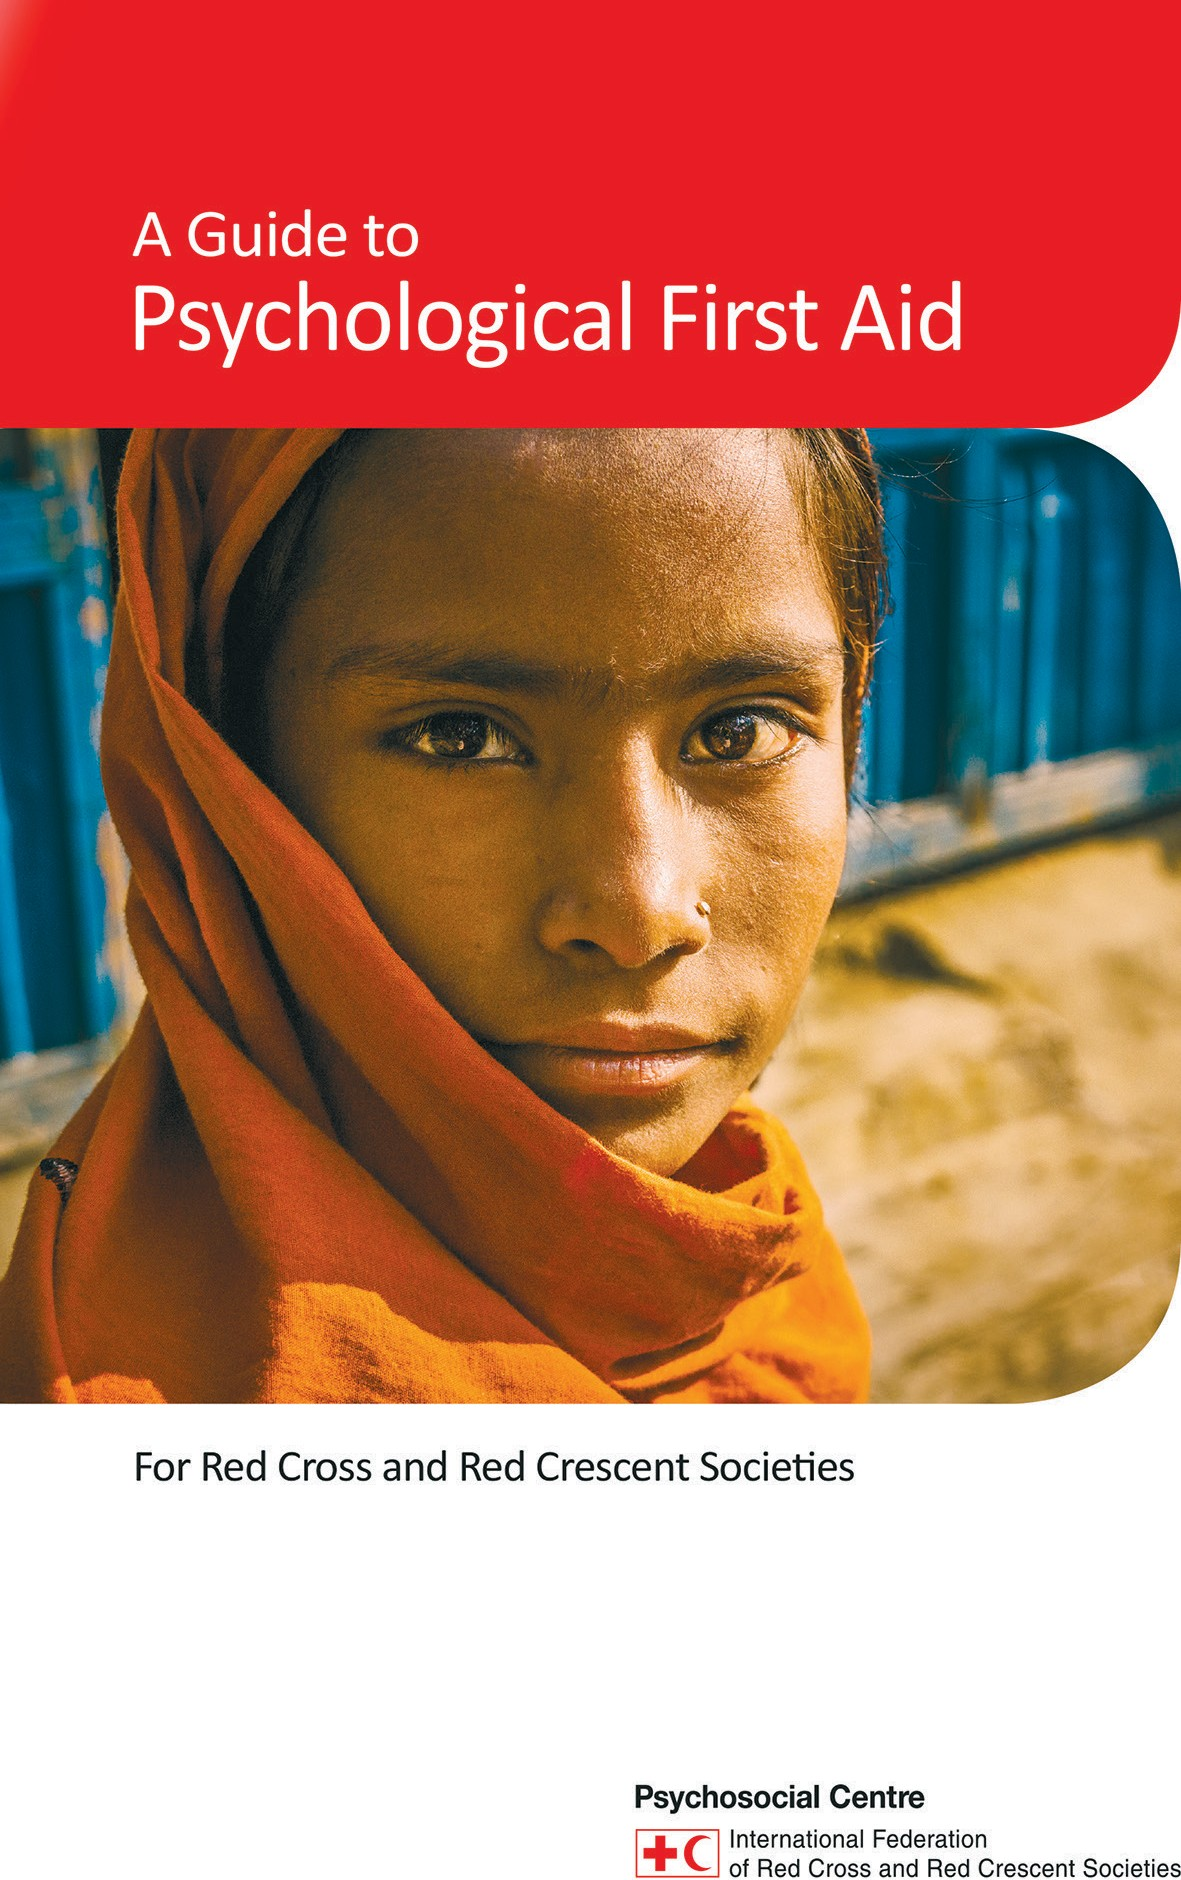 A Guide to
Psychological First Aid
For Red Cross and Red Crescent Societies
Psychosocial Centre
International Federation
of Red Cross and Red Crescent Societies